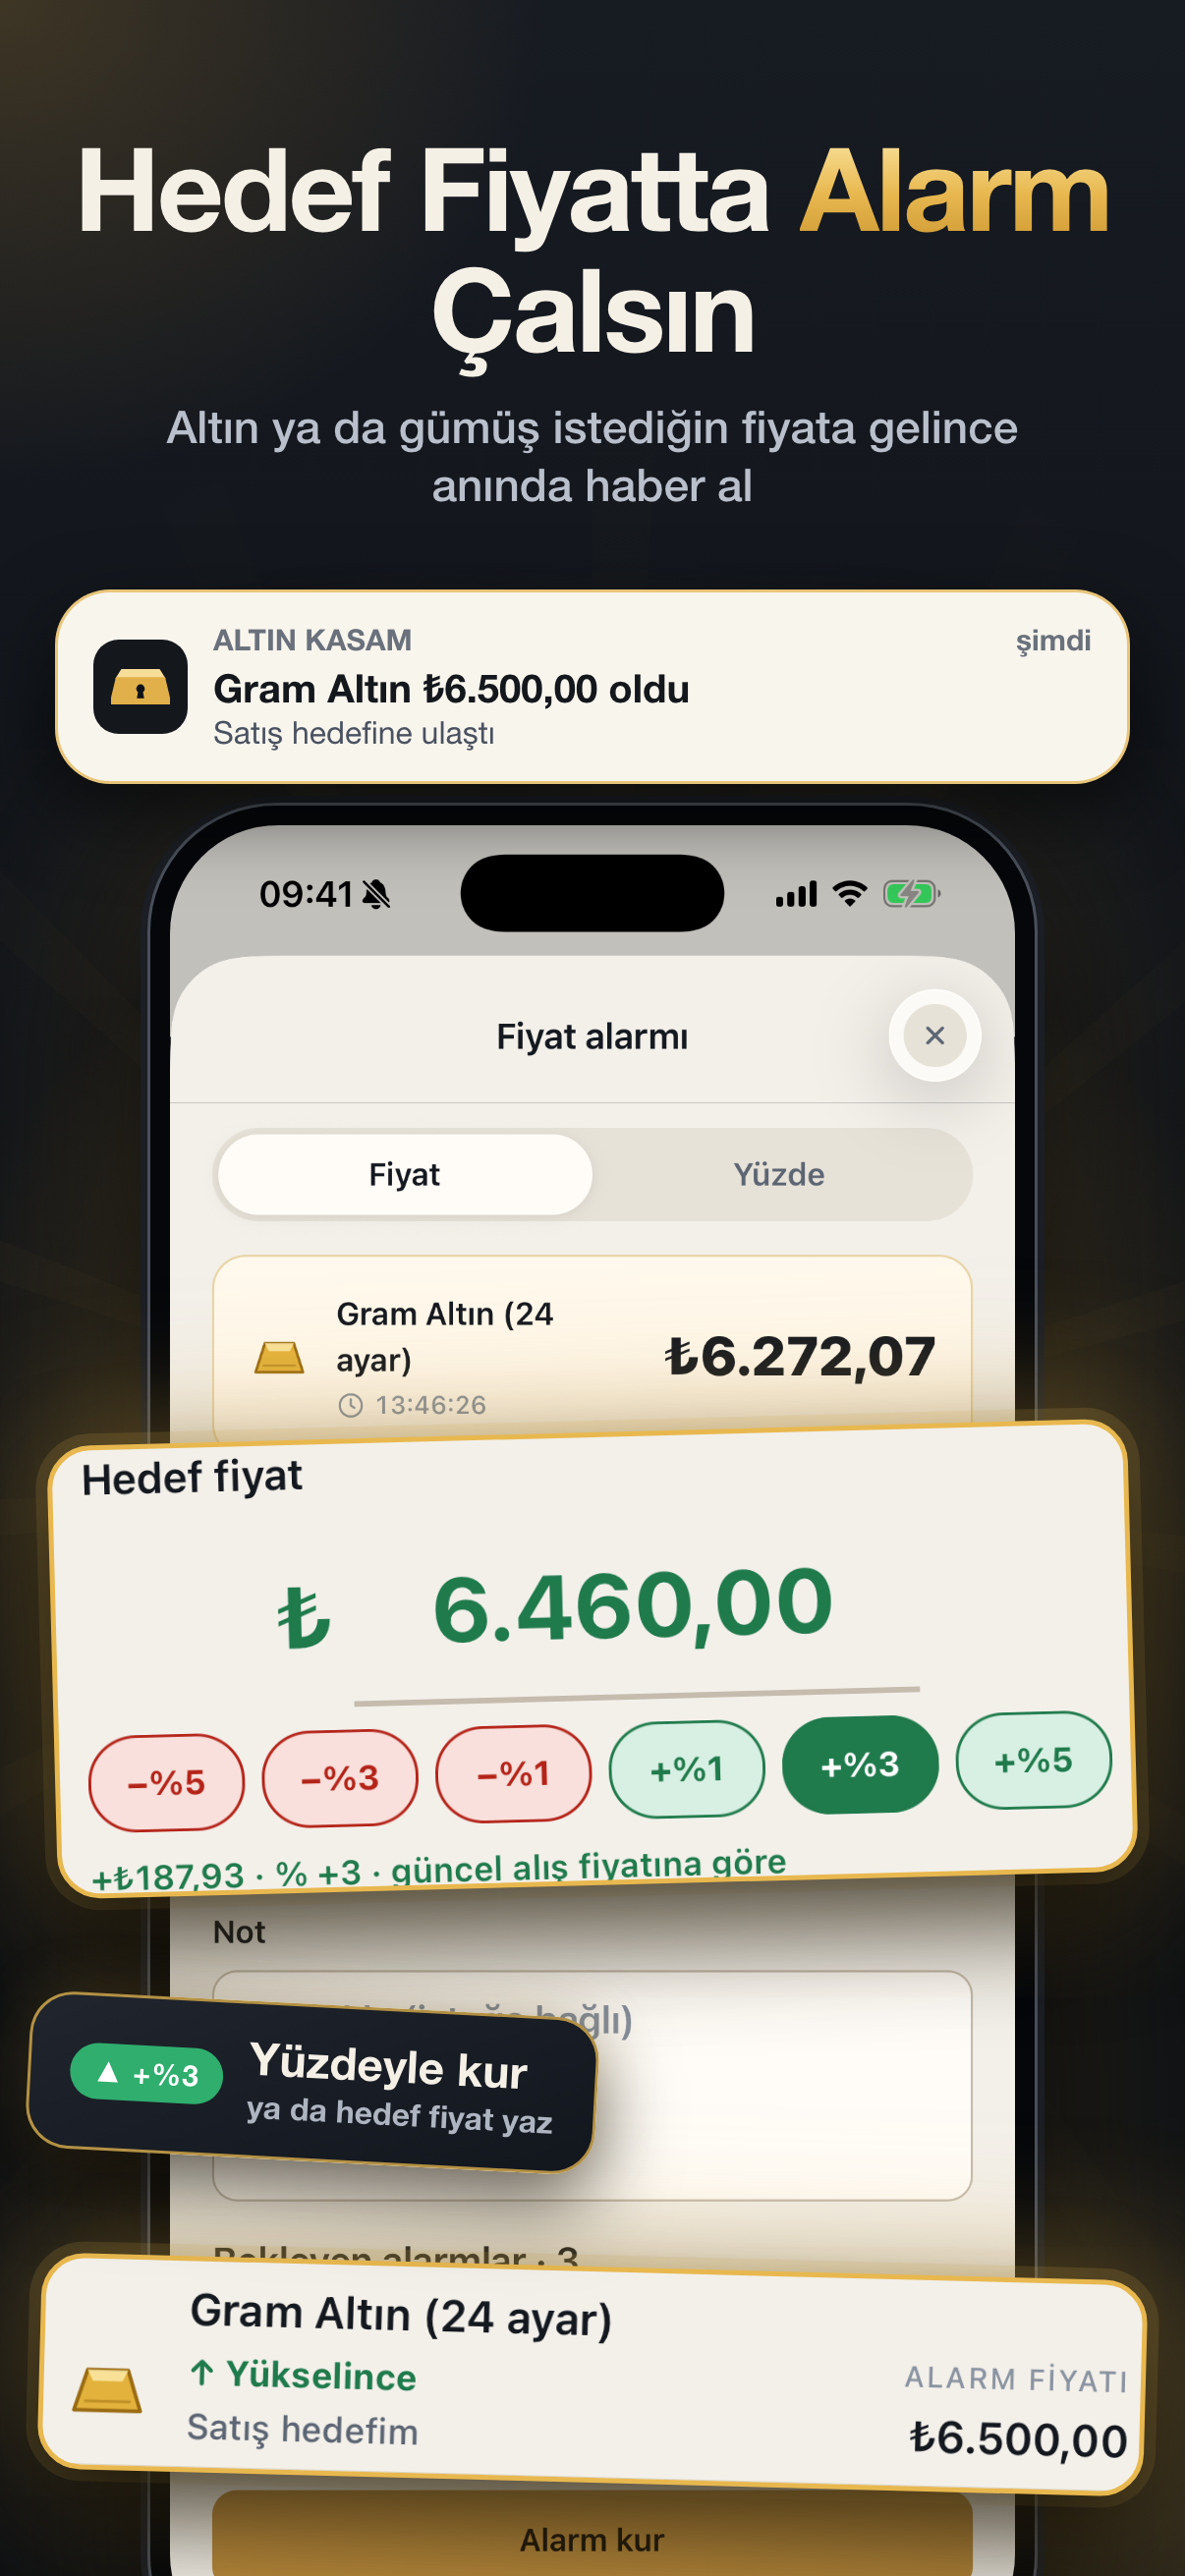 Hedef Fiyatta Alarm
Çalsın
Altın ya da gümüş istediğin fiyata gelince
anında haber al
ALTIN KASAM
şimdi
Gram Altın ₺6.500,00 oldu
Satış hedefine ulaştı
09:41
Fiyat alarmı
Fiyat
Yüzde
Gram Altın (24
ayar)
₺6.272,07
13:46:26
Hedef fiyat
₺ 6.460,00
–%5
–%3
–%1
+%1
+%3
+%5
+₺187,93 · % +3 · güncel alış fiyatına göre
Not
▲ +%3
Yüzdeyle kur
ya da hedef fiyat yaz
Bekleyen alarmlar · 3
Gram Altın (24 ayar)
↑ Yükselince
Satış hedefim
ALARM FİYATI
₺6.500,00
Alarm kur